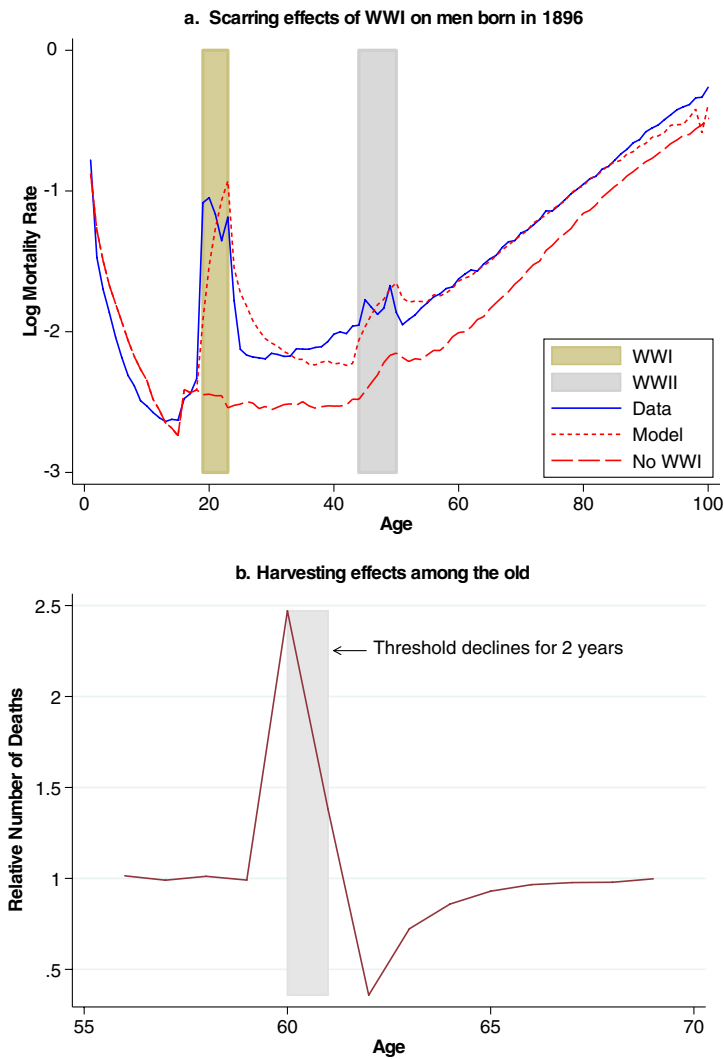 a. Scarring effects of WWI on men born in 1896
0
-1
-2
-3
Log Mortality Rate
WWI
WWII
Data
Model
No WWI
0 20 40 60 80 100
Age
b. Harvesting effects among the old
2.5
2
1.5
1
.5
Relative Number of Deaths
Threshold declines for 2 years
55 60 65 70
Age